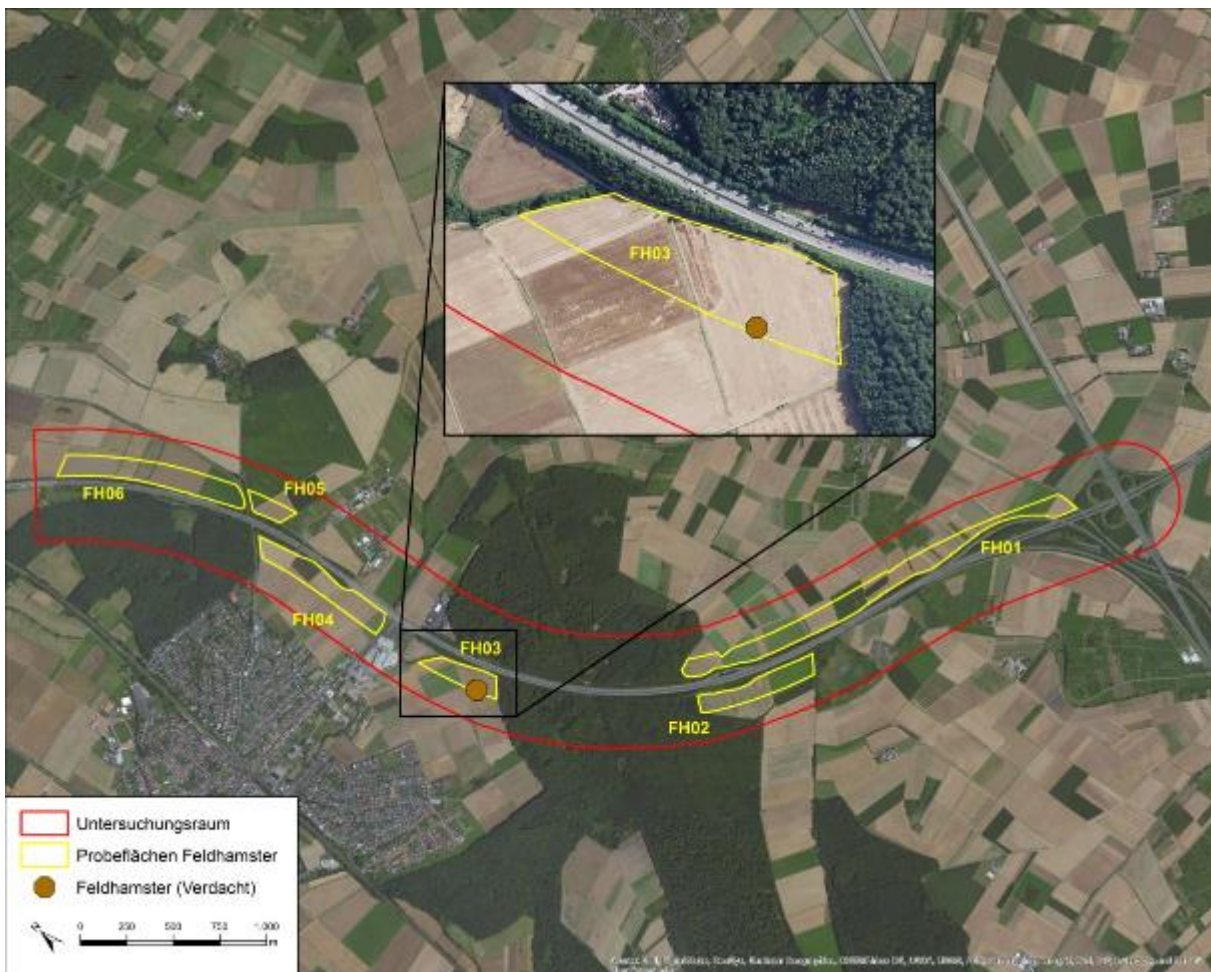 FH03
FH06
FH05
FH01
FH04
FH03
FH02
Untersuchungsraum
Probeflächen Feldhamster
Feldhamster (Verdacht)
0 250 500 750 1.000
m